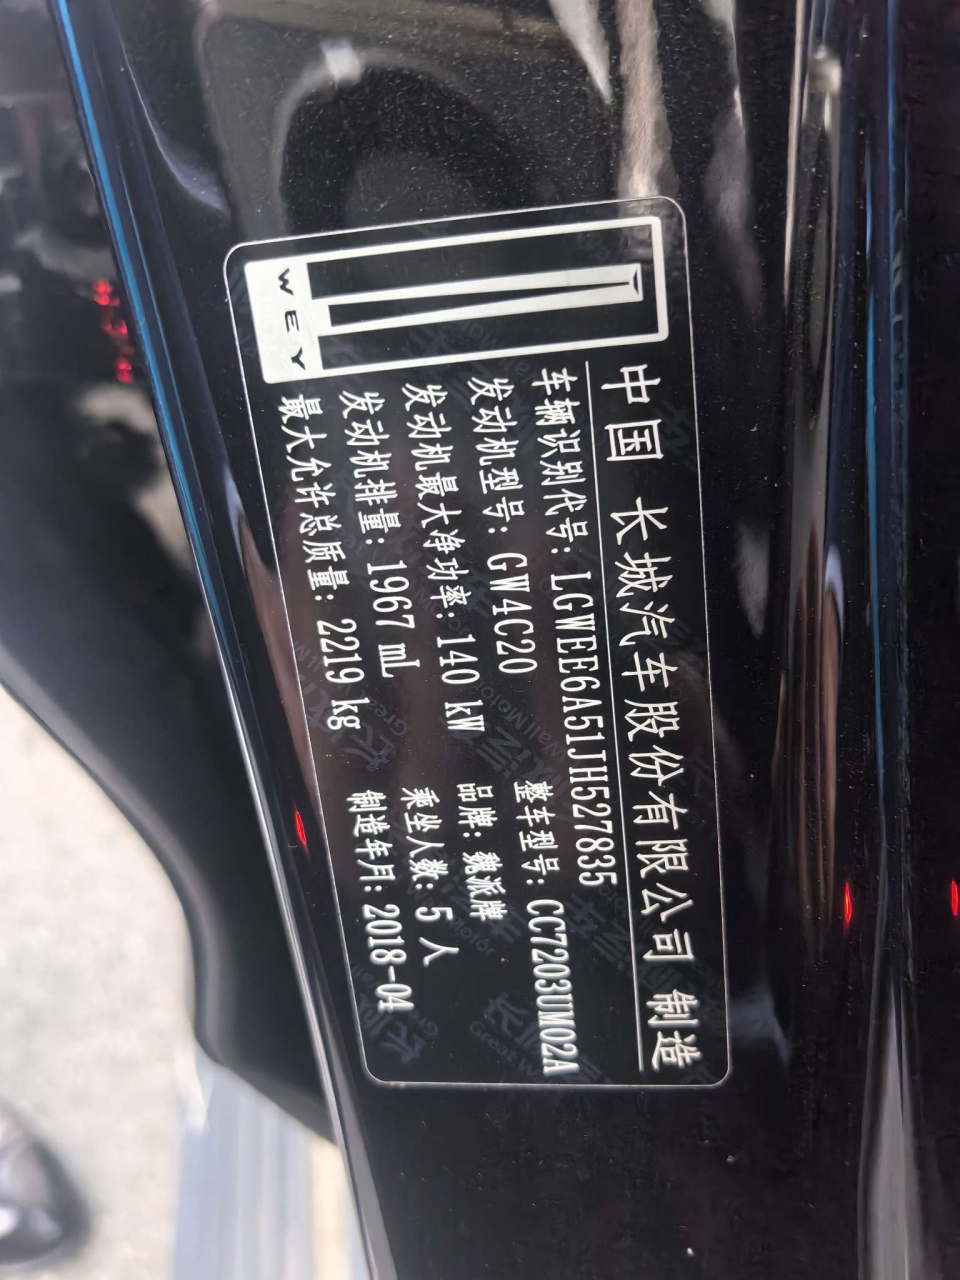 WEY
中国 长城汽车股份有限公司 制造
车辆识别代号: LGWEE6A51JH527835
发动机型号: GW4C20 整车型号: CC7203UM02A
发动机最大净功率: 140 kW 品牌: 魏派牌
发动机排量: 1967 mL 乘坐人数: 5 人
最大允许总质量: 2219 kg 制造年月: 2018-04